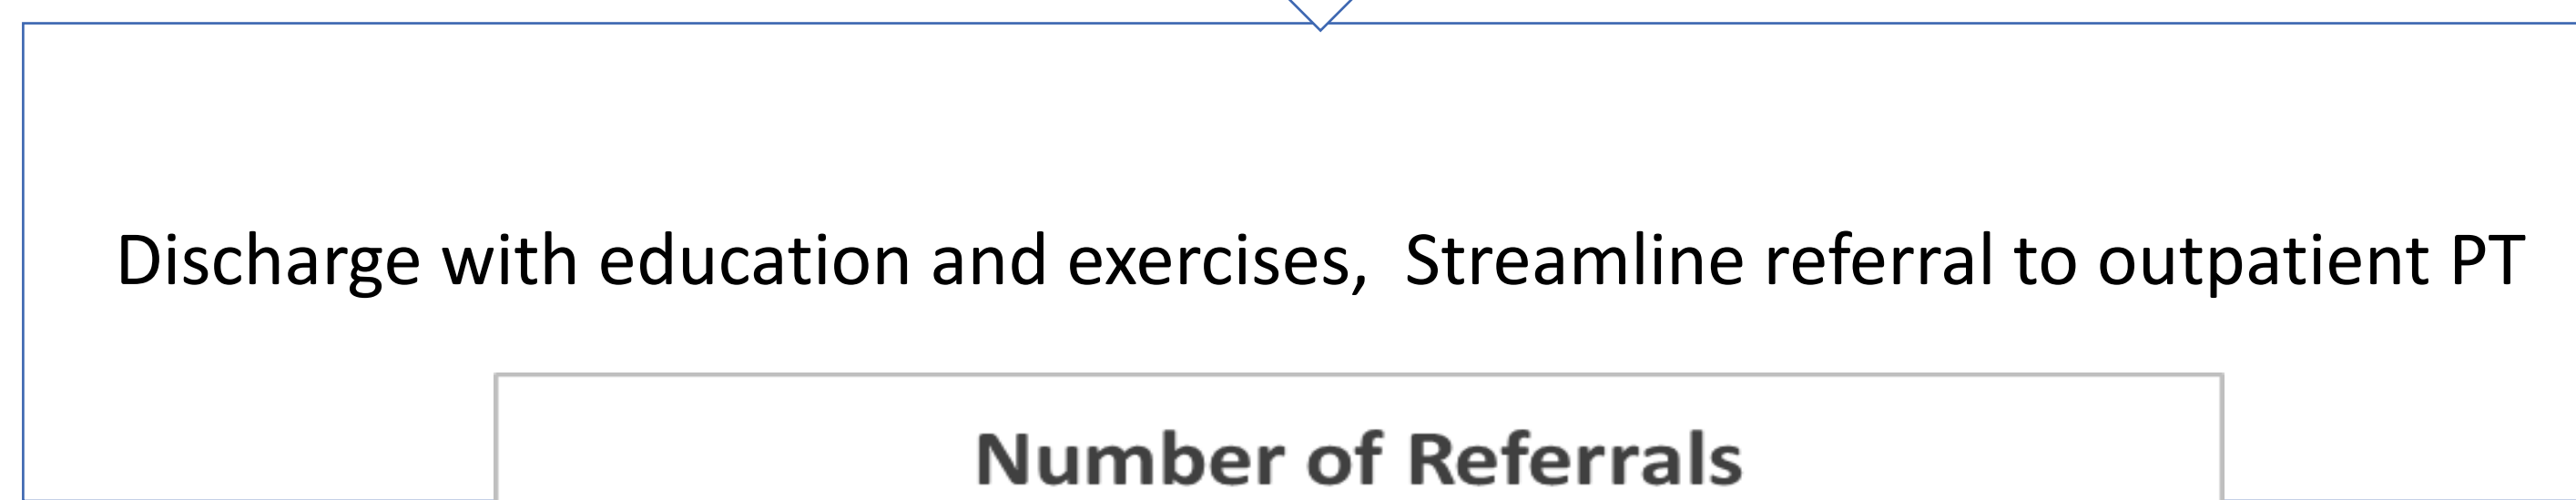 Discharge with education and exercises,  Streamline referral to outpatient PT
Number of Referrals